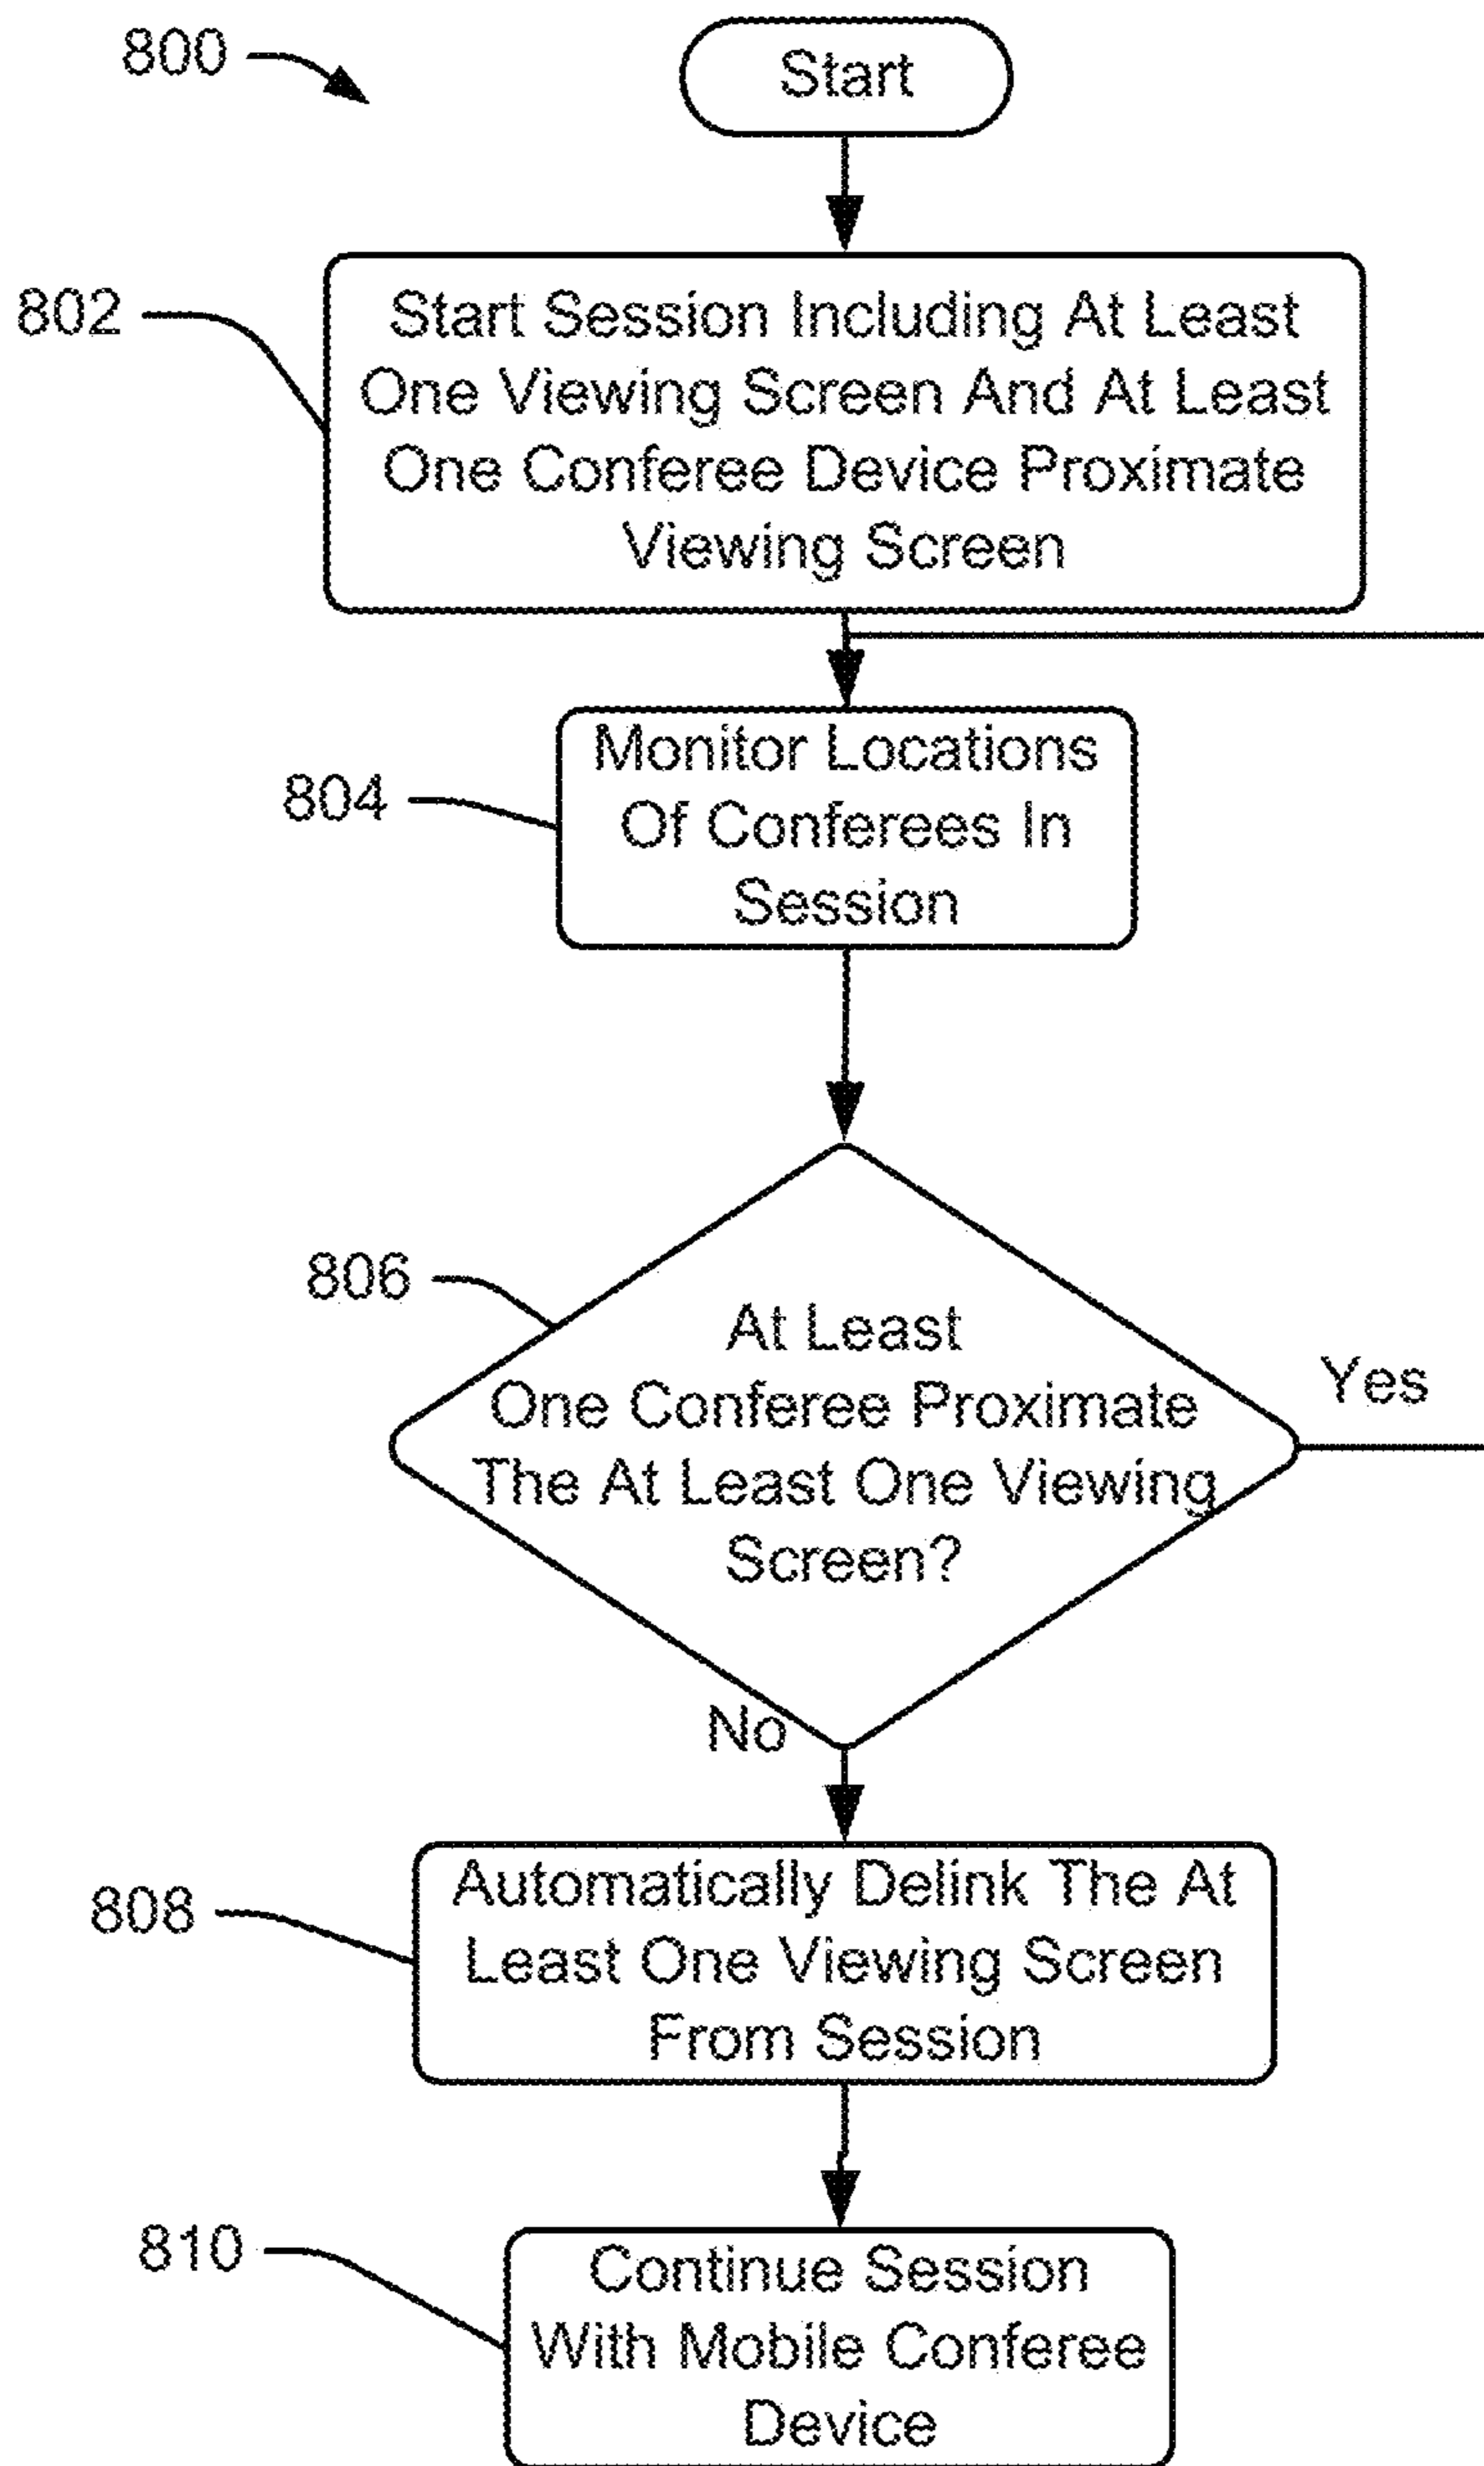 800
Start
802
Start Session Including At Least
One Viewing Screen And At Least
One Conferee Device Proximate
Viewing Screen
804
Monitor Locations
Of Conferees In
Session
806
At Least
One Conferee Proximate
The At Least One Viewing
Screen?
Yes
No
808
Automatically Delink The At
Least One Viewing Screen
From Session
810
Continue Session
With Mobile Conferee
Device